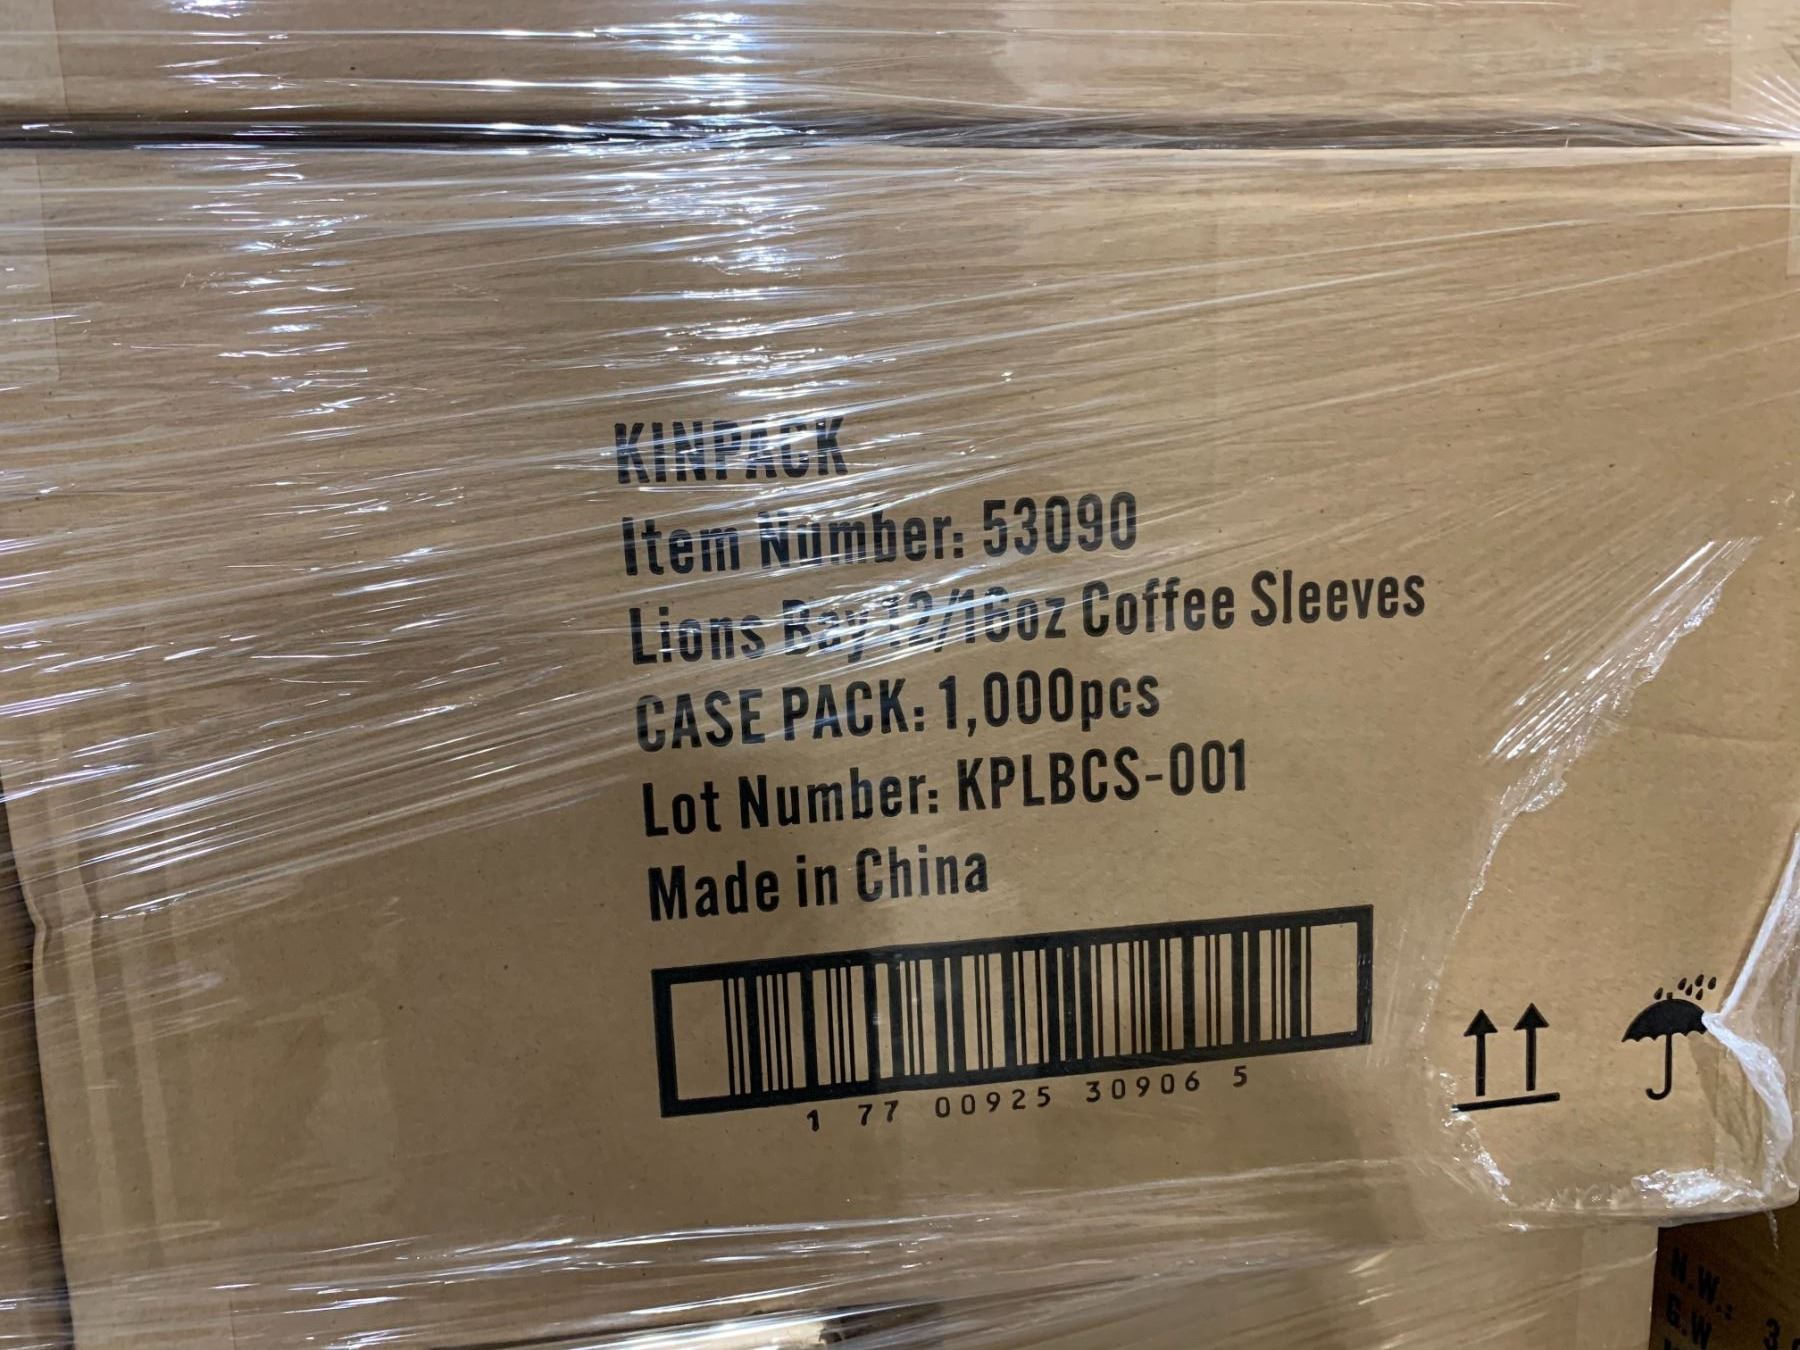 KINPACK
Item Number: 53090
Lions Bay 12/16oz Coffee Sleeves
CASE PACK: 1,000pcs
Lot Number: KPLBCS-001
Made in China
1 77 00925 30906 5
N.W.: 3
G.W